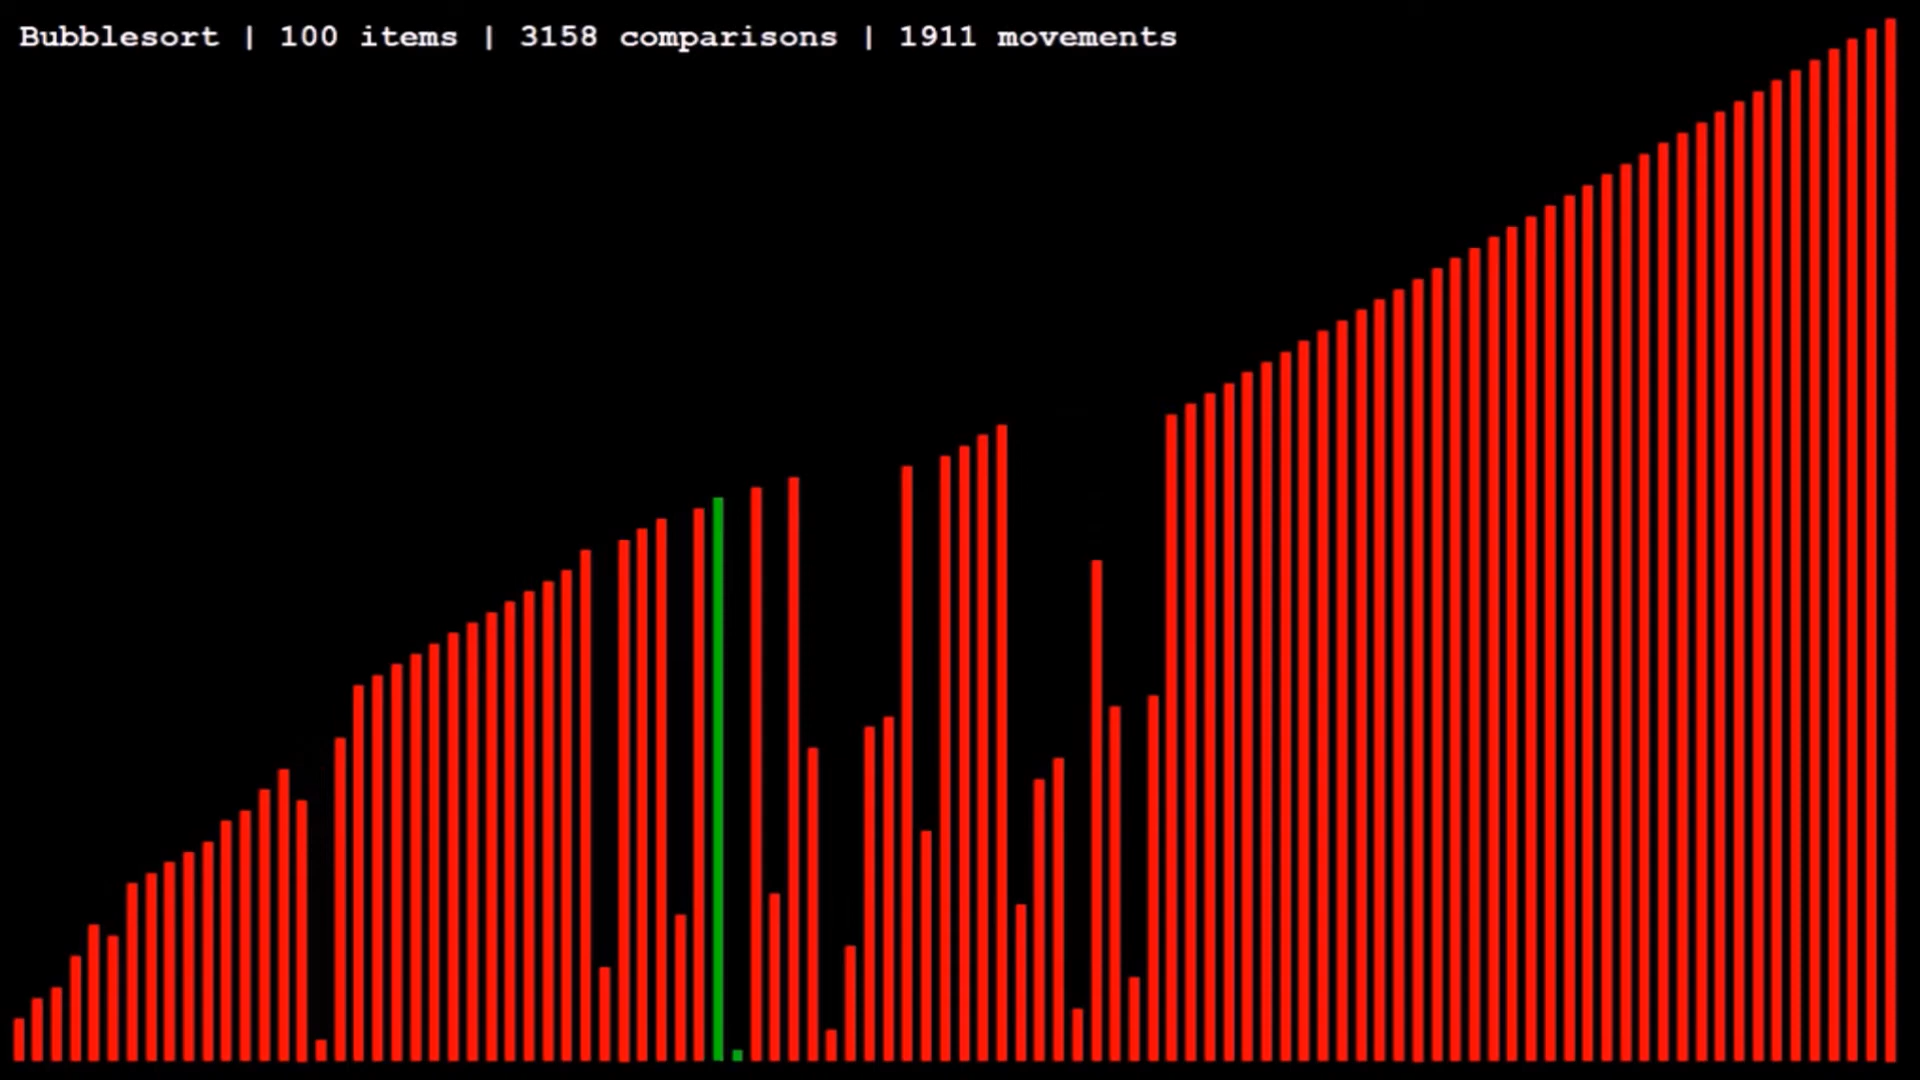 Bubblesort | 100 items | 3158 comparisons | 1911 movements